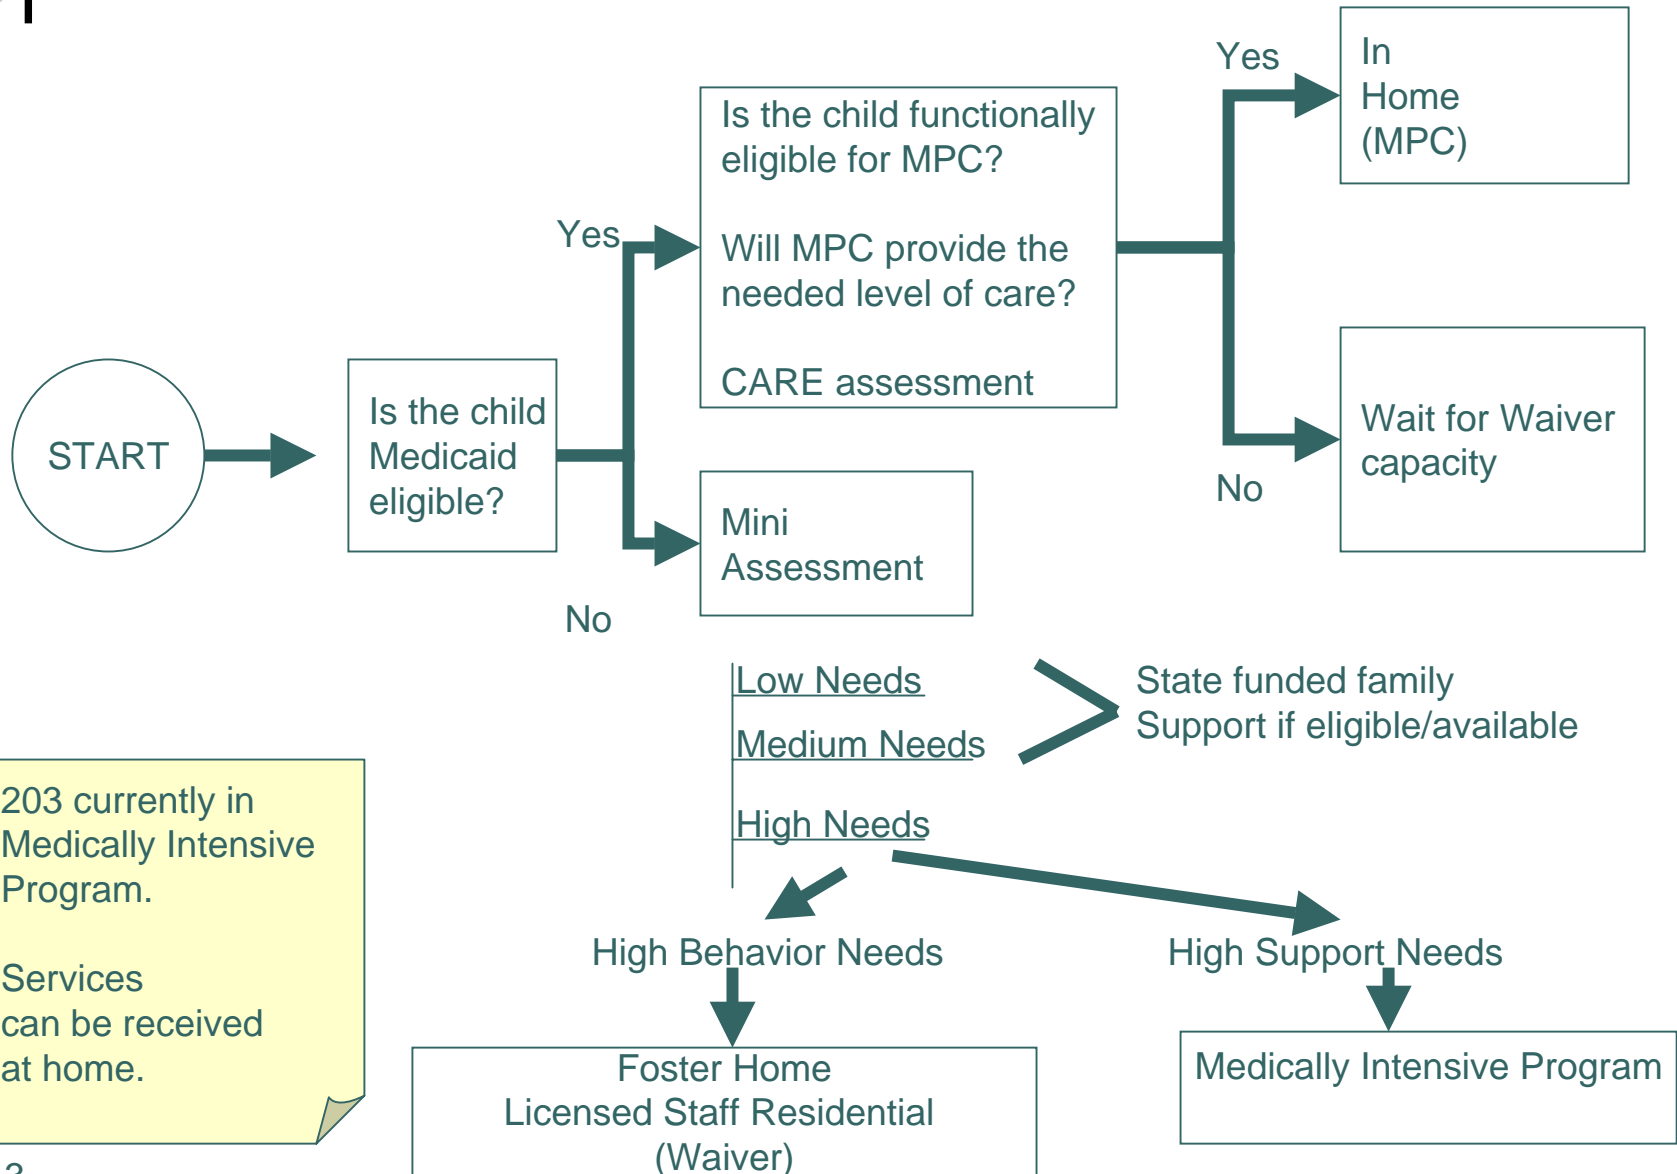 Yes
In
Home
(MPC)
Is the child functionally
eligible for MPC?
Will MPC provide the
needed level of care?
CARE assessment
Yes
START
Is the child
Medicaid
eligible?
Wait for Waiver
capacity
No
Mini
Assessment
No
Low Needs
Medium Needs
High Needs
State funded family
Support if eligible/available
203 currently in
Medically Intensive
Program.
Services
can be received
at home.
High Behavior Needs
High Support Needs
Foster Home
Licensed Staff Residential
(Waiver)
Medically Intensive Program